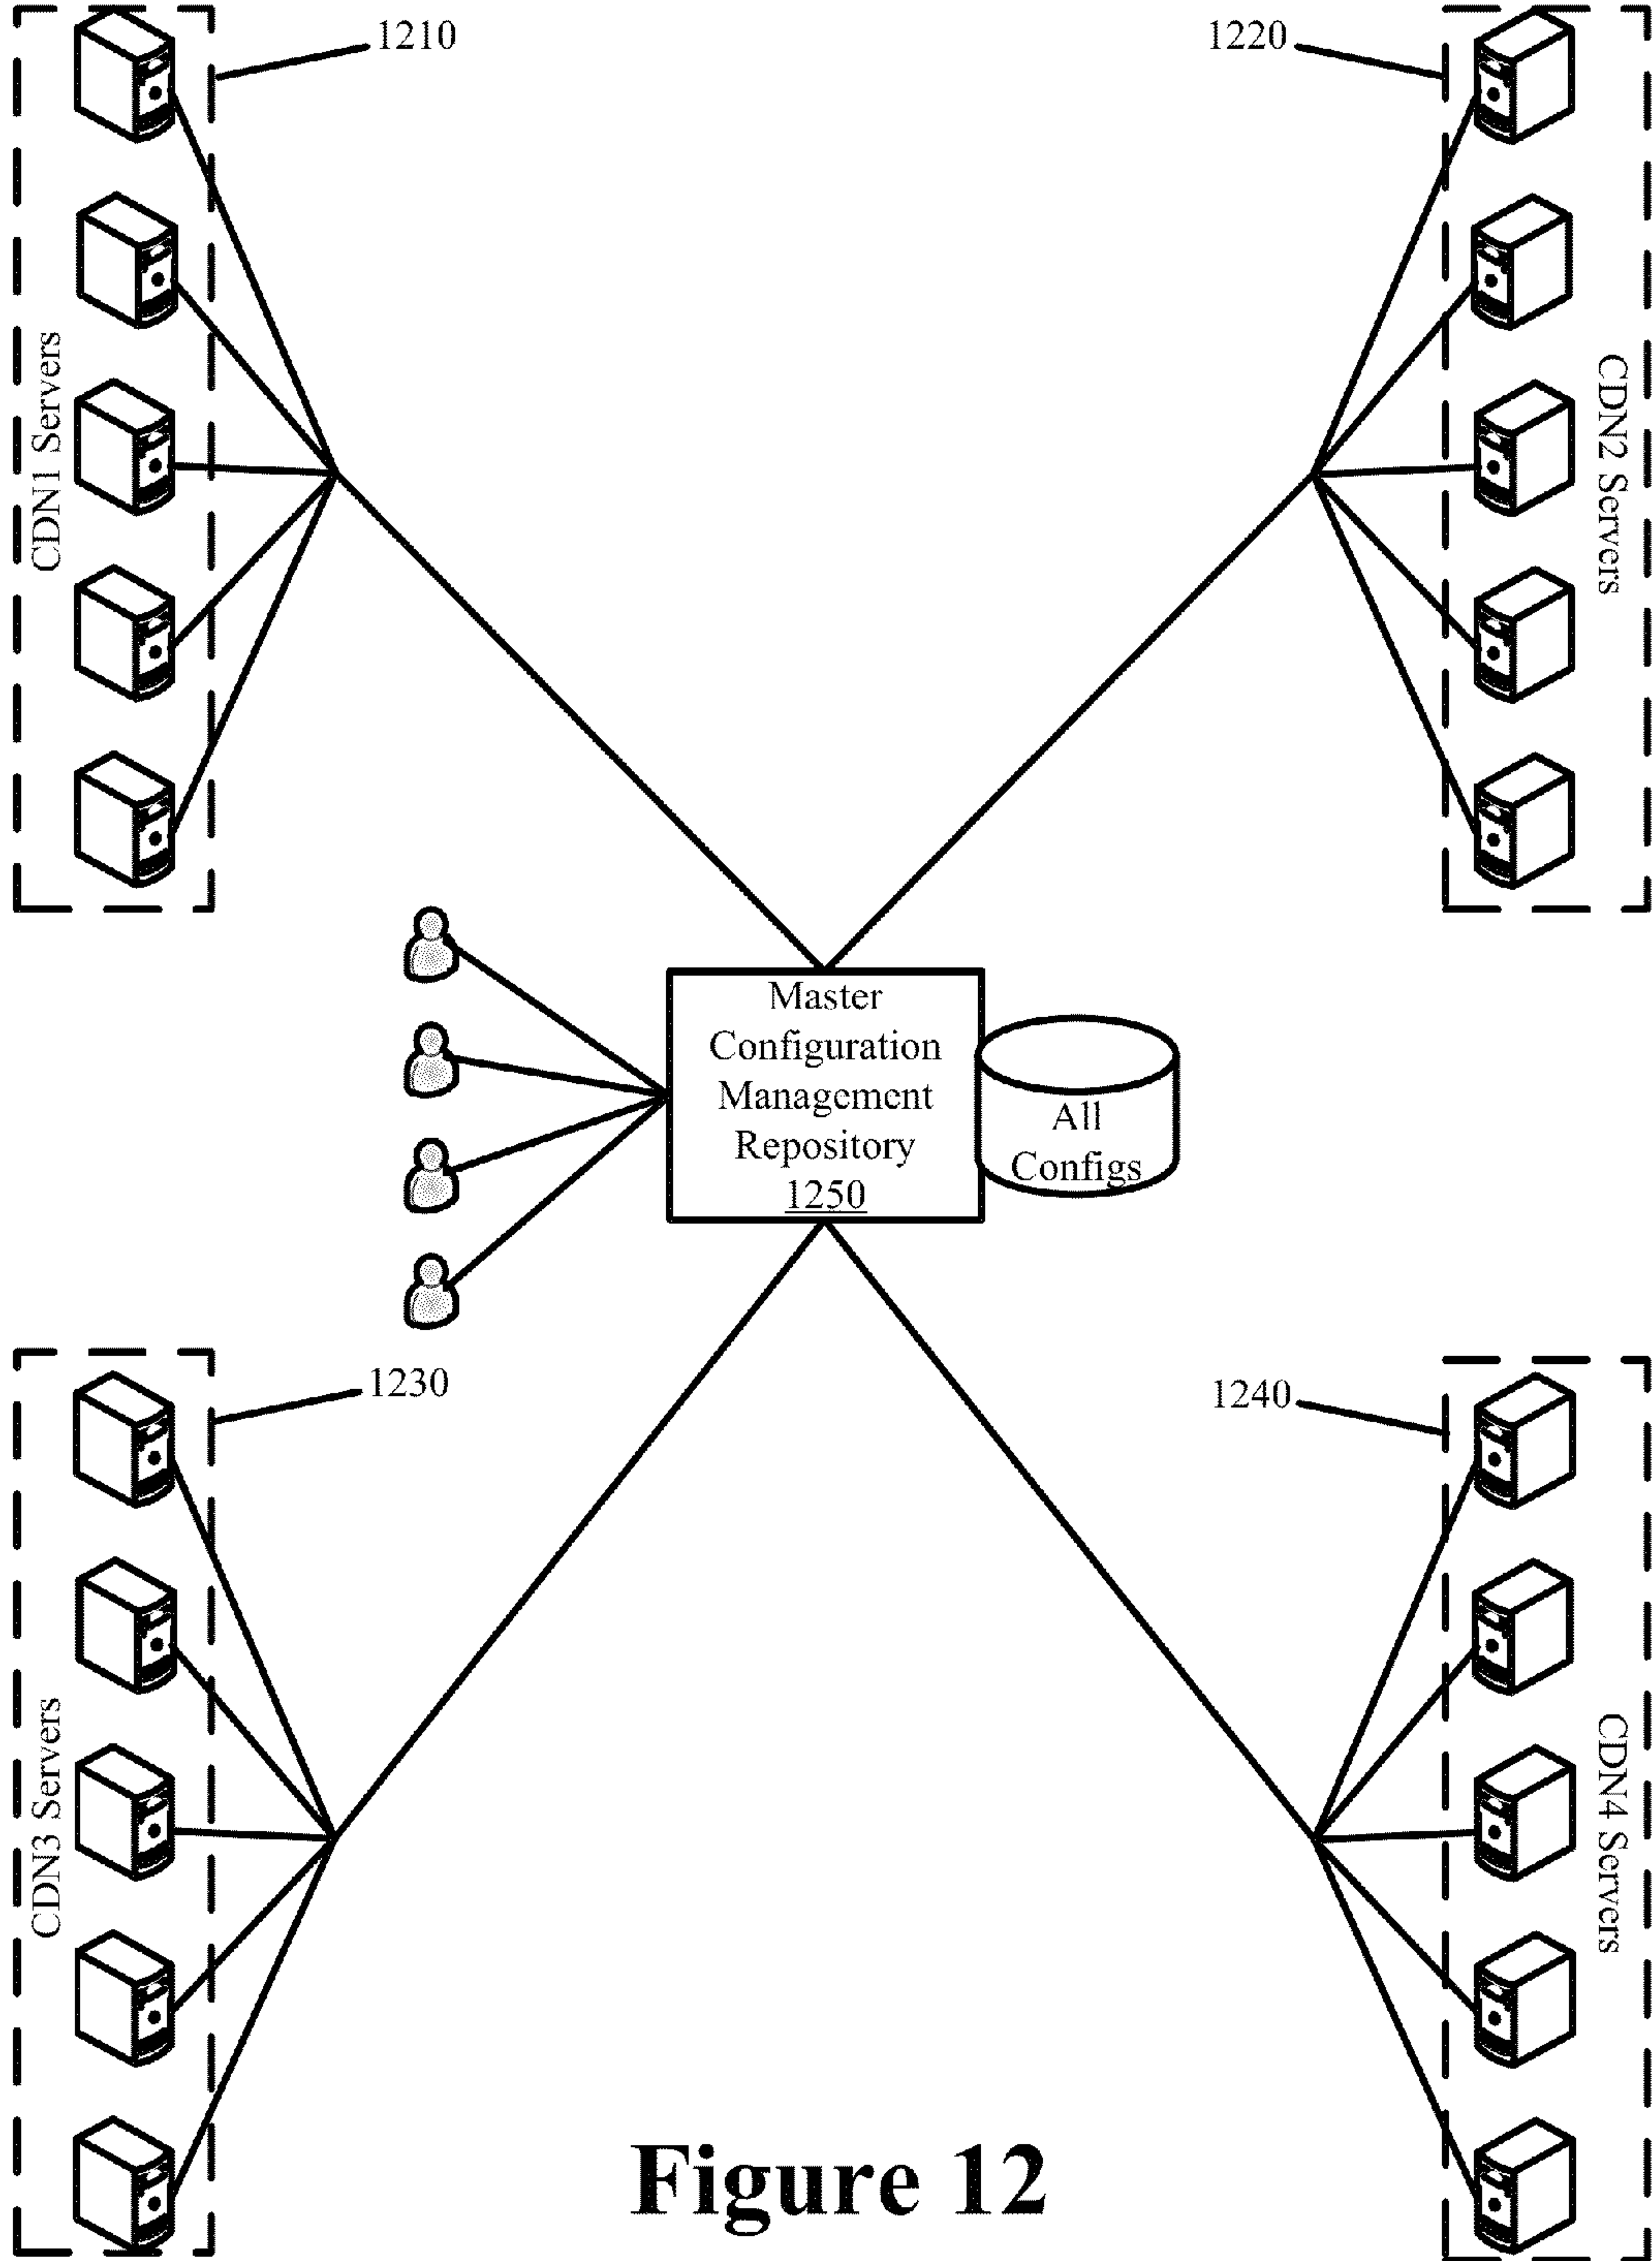 1210
1220
CDN1 Servers
CDN2 Servers
Master
Configuration
Management
Repository
1250
All
Configs
1230
1240
CDN3 Servers
CDN4 Servers
Figure 12